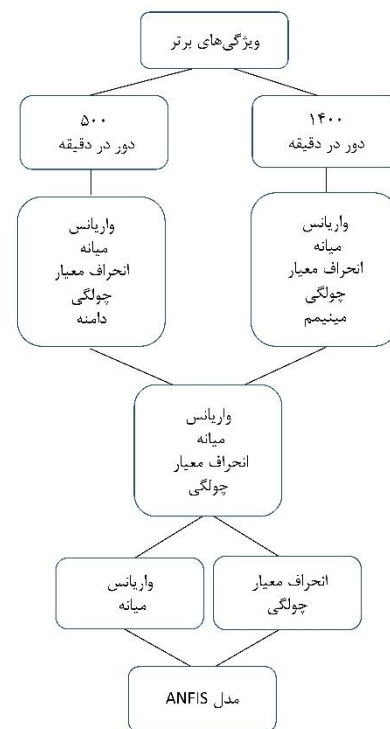 ویژگی‌های برتر
۱۴۰۰
دور در دقیقه
۵۰۰
دور در دقیقه
واریانس
میانه
انحراف معیار
چولگی
مینیمم
واریانس
میانه
انحراف معیار
چولگی
دامنه
واریانس
میانه
انحراف معیار
چولگی
انحراف معیار
چولگی
واریانس
میانه
مدل ANFIS